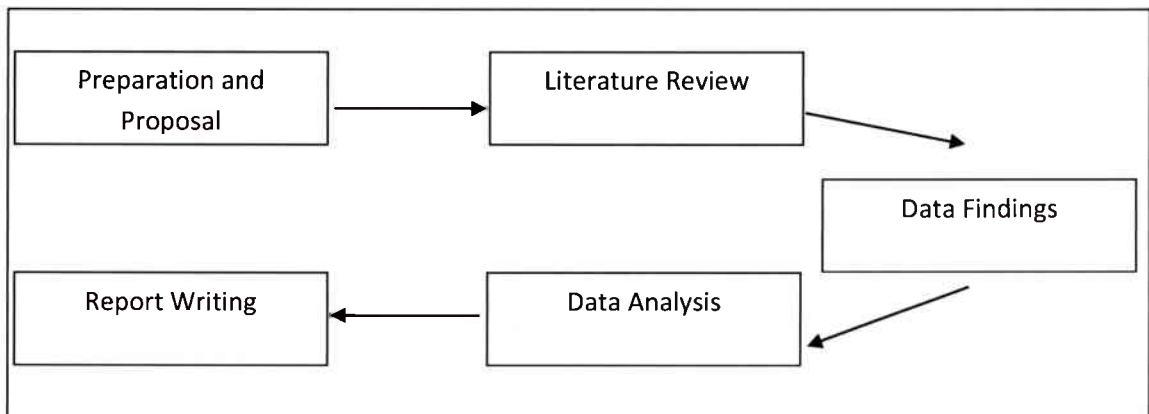 Preparation and
Proposal
Literature Review
Data Findings
Data Analysis
Report Writing